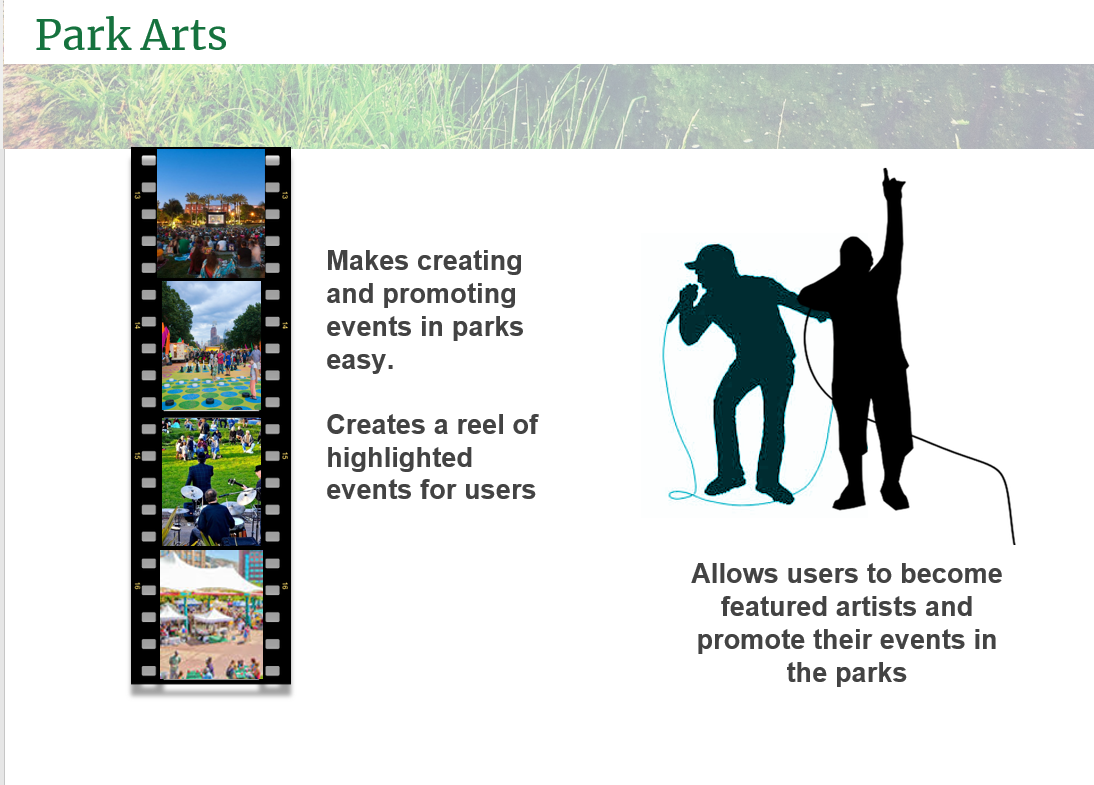 Park Arts
13 13
14 14
15 15
16 16
Makes creating
and promoting
events in parks
easy.
Creates a reel of
highlighted
events for users
Allows users to become
featured artists and
promote their events in
the parks